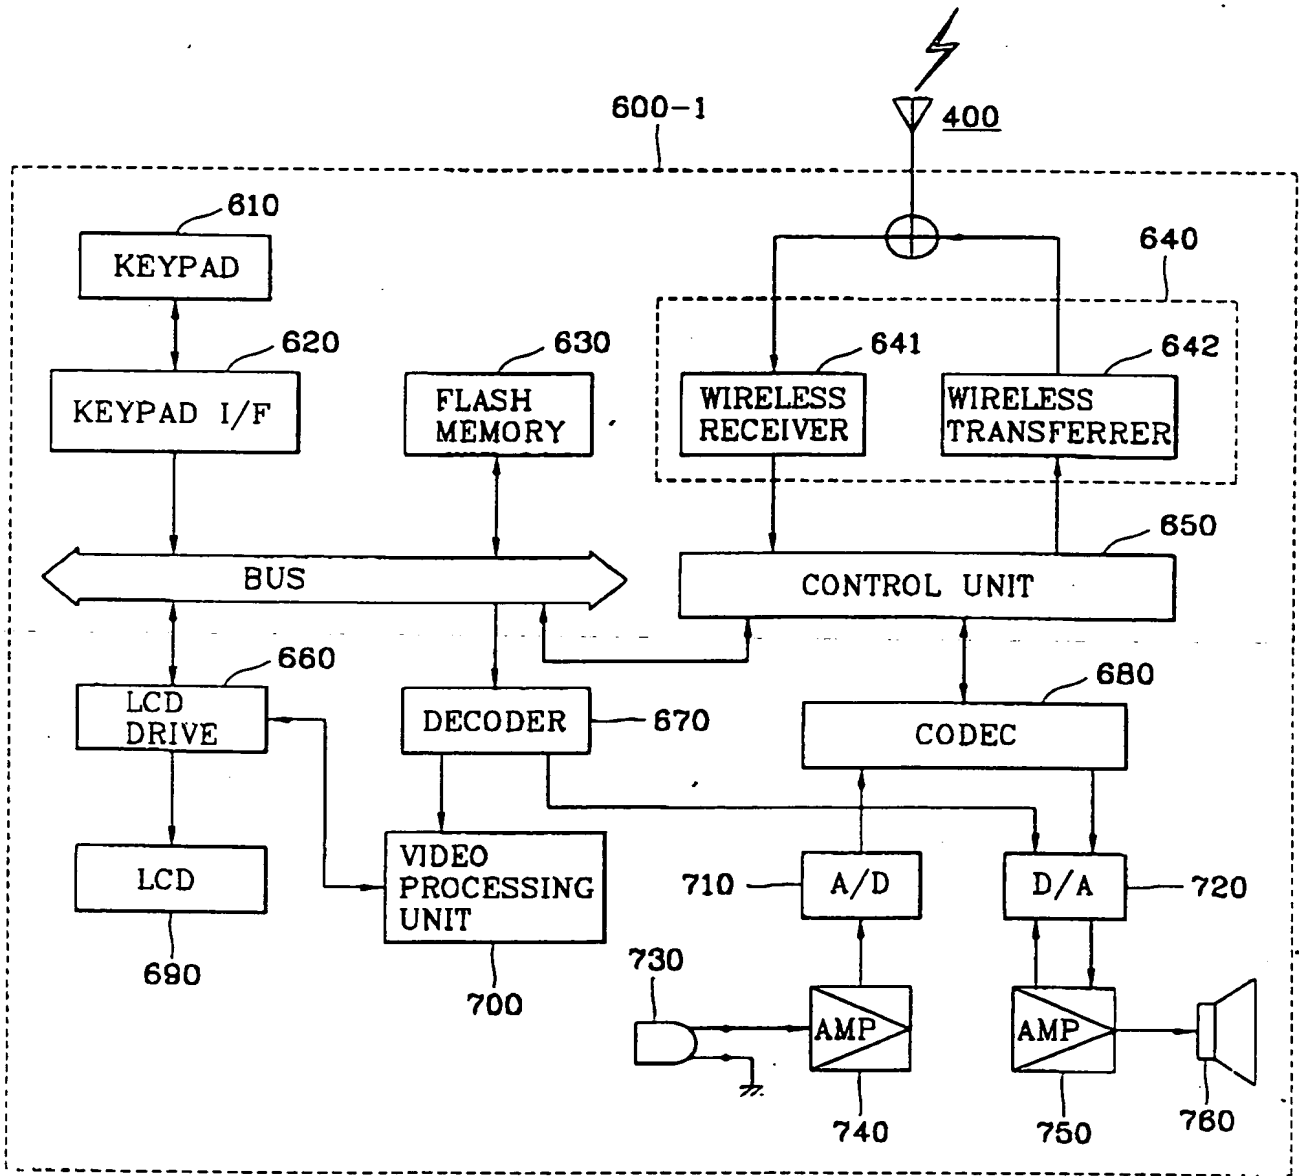 600-1
400
610
KEYPAD
640
620
KEYPAD I/F
630
FLASH
MEMORY
641
WIRELESS
RECEIVER
642
WIRELESS
TRANSFERRER
650
BUS
CONTROL UNIT
660
LCD
DRIVE
DECODER
670
680
CODEC
LCD
690
VIDEO
PROCESSING
UNIT
700
710
A/D
D/A
720
730
AMP
740
AMP
750
760